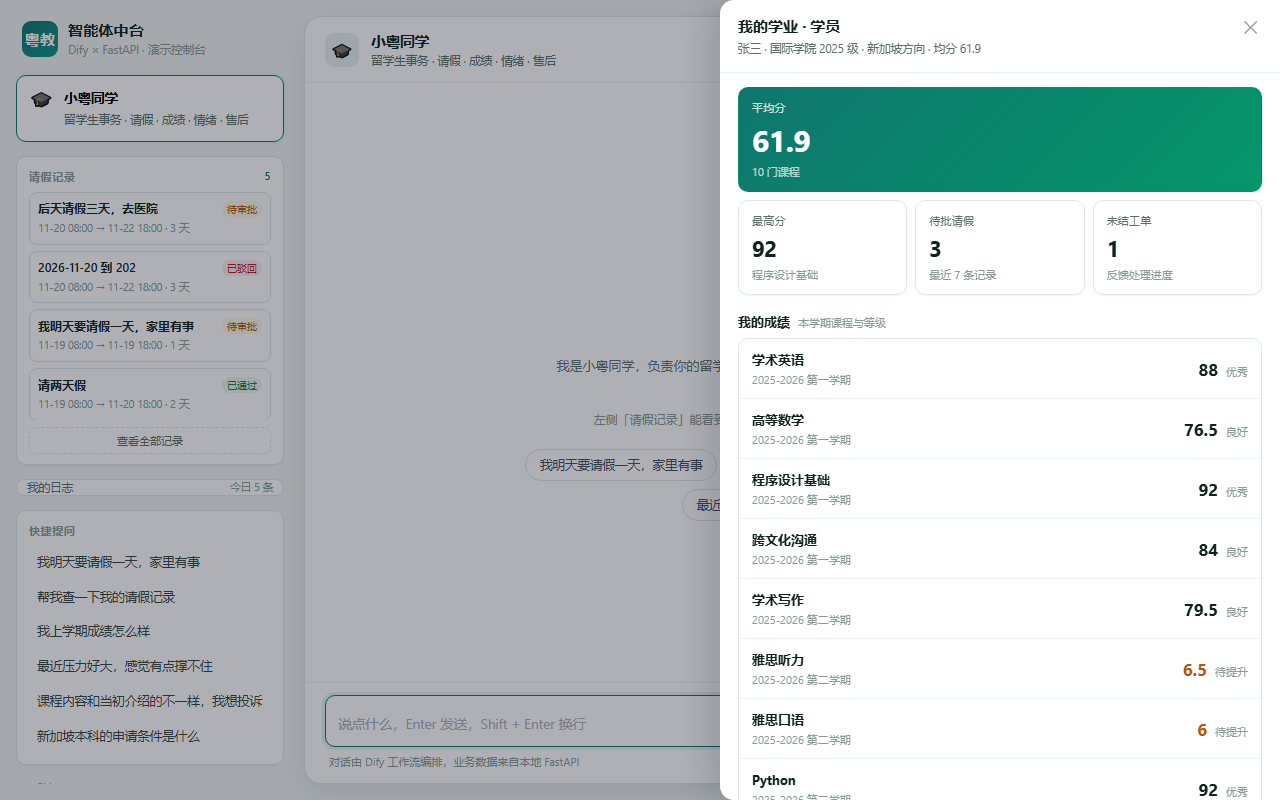 粤教
智能体中台
Dify × FastAPI · 演示控制台
小粤同学
留学生事务 · 请假 · 成绩 · 情绪 · 售后
请假记录
5
后天请假三天，去医院
待审批
11-20 08:00 → 11-22 18:00 · 3 天
2026-11-20 到 202
已驳回
11-20 08:00 → 11-22 18:00 · 3 天
我明天要请假一天，家里有事
待审批
11-19 08:00 → 11-19 18:00 · 1 天
请两天假
已通过
11-19 08:00 → 11-20 18:00 · 2 天
查看全部记录
我的日志
今日 5 条
快捷提问
我明天要请假一天，家里有事
帮我查一下我的请假记录
我上学期成绩怎么样
最近压力好大，感觉有点撑不住
课程内容和当初介绍的不一样，我想投诉
新加坡本科的申请条件是什么
小粤同学
留学生事务 · 请假 · 成绩 · 情绪 · 售后
我是小粤同学，负责你的留学
左侧「请假记录」能看到
我明天要请假一天，家里有事
最近
说点什么，Enter 发送，Shift + Enter 换行
对话由 Dify 工作流编排，业务数据来自本地 FastAPI
我的学业 · 学员
张三 · 国际学院 2025 级 · 新加坡方向 · 均分 61.9
平均分
61.9
10 门课程
最高分
92
程序设计基础
待批请假
3
最近 7 条记录
未结工单
1
反馈处理进度
我的成绩 本学期课程与等级
学术英语
2025-2026 第一学期
88 优秀
高等数学
2025-2026 第一学期
76.5 良好
程序设计基础
2025-2026 第一学期
92 优秀
跨文化沟通
2025-2026 第一学期
84 良好
学术写作
2025-2026 第二学期
79.5 良好
雅思听力
2025-2026 第二学期
6.5 待提升
雅思口语
2025-2026 第二学期
6 待提升
Python
2025-2026 第二学期
92 优秀